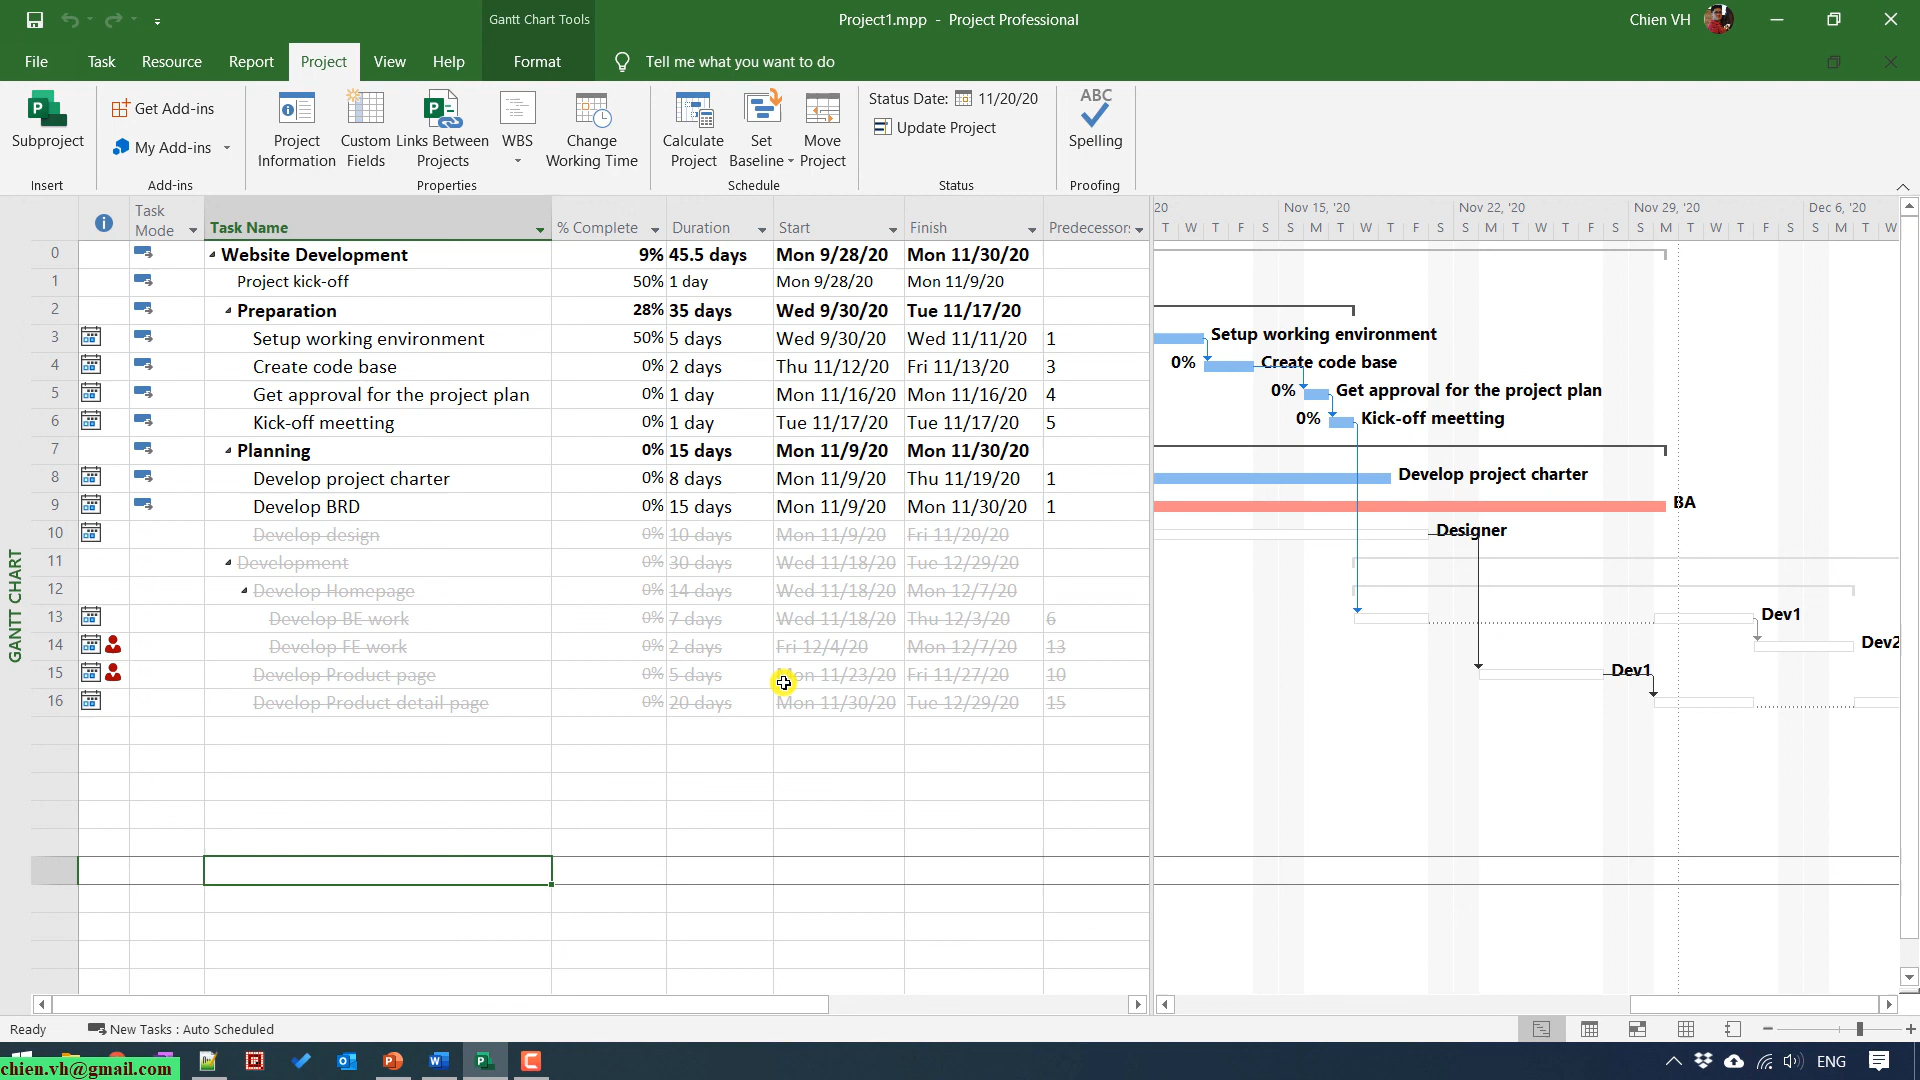 Gantt Chart Tools
Project1.mpp - Project Professional
Chien VH
File Task Resource Report Project View Help Format Tell me what you want to do
Subproject
Insert
Get Add-ins
My Add-ins
Add-ins
Project Information
Custom Fields
Links Between Projects
WBS
Change Working Time
Properties
Calculate Project
Set Baseline
Move Project
Schedule
Status Date: 11/20/20
Update Project
Status
ABC
Spelling
Proofing
Task Mode Task Name % Complete Duration Start Finish Predecessors
0 Website Development 9% 45.5 days Mon 9/28/20 Mon 11/30/20
1 Project kick-off 50% 1 day Mon 9/28/20 Mon 11/9/20
2 Preparation 28% 35 days Wed 9/30/20 Tue 11/17/20
3 Setup working environment 50% 5 days Wed 9/30/20 Wed 11/11/20 1
4 Create code base 0% 2 days Thu 11/12/20 Fri 11/13/20 3
5 Get approval for the project plan 0% 1 day Mon 11/16/20 Mon 11/16/20 4
6 Kick-off meetting 0% 1 day Tue 11/17/20 Tue 11/17/20 5
7 Planning 0% 15 days Mon 11/9/20 Mon 11/30/20
8 Develop project charter 0% 8 days Mon 11/9/20 Thu 11/19/20 1
9 Develop BRD 0% 15 days Mon 11/9/20 Mon 11/30/20 1
10 Develop design 0% 10 days Mon 11/9/20 Fri 11/20/20
11 Development 0% 30 days Wed 11/18/20 Tue 12/29/20
12 Develop Homepage 0% 14 days Wed 11/18/20 Mon 12/7/20
13 Develop BE work 0% 7 days Wed 11/18/20 Thu 12/3/20 6
14 Develop FE work 0% 2 days Fri 12/4/20 Mon 12/7/20 13
15 Develop Product page 0% 5 days Mon 11/23/20 Fri 11/27/20 10
16 Develop Product detail page 0% 20 days Mon 11/30/20 Tue 12/29/20 15
GANTT CHART
20 Nov 15, '20 Nov 22, '20 Nov 29, '20 Dec 6, '20
T W T F S S M T W T F S S M T W T F S S M T W T F S S M T W
Setup working environment
0% Create code base
0% Get approval for the project plan
0% Kick-off meetting
Develop project charter
BA
Designer
Dev1
Dev2
Dev1
Ready New Tasks : Auto Scheduled
chien.vh@gmail.com
ENG